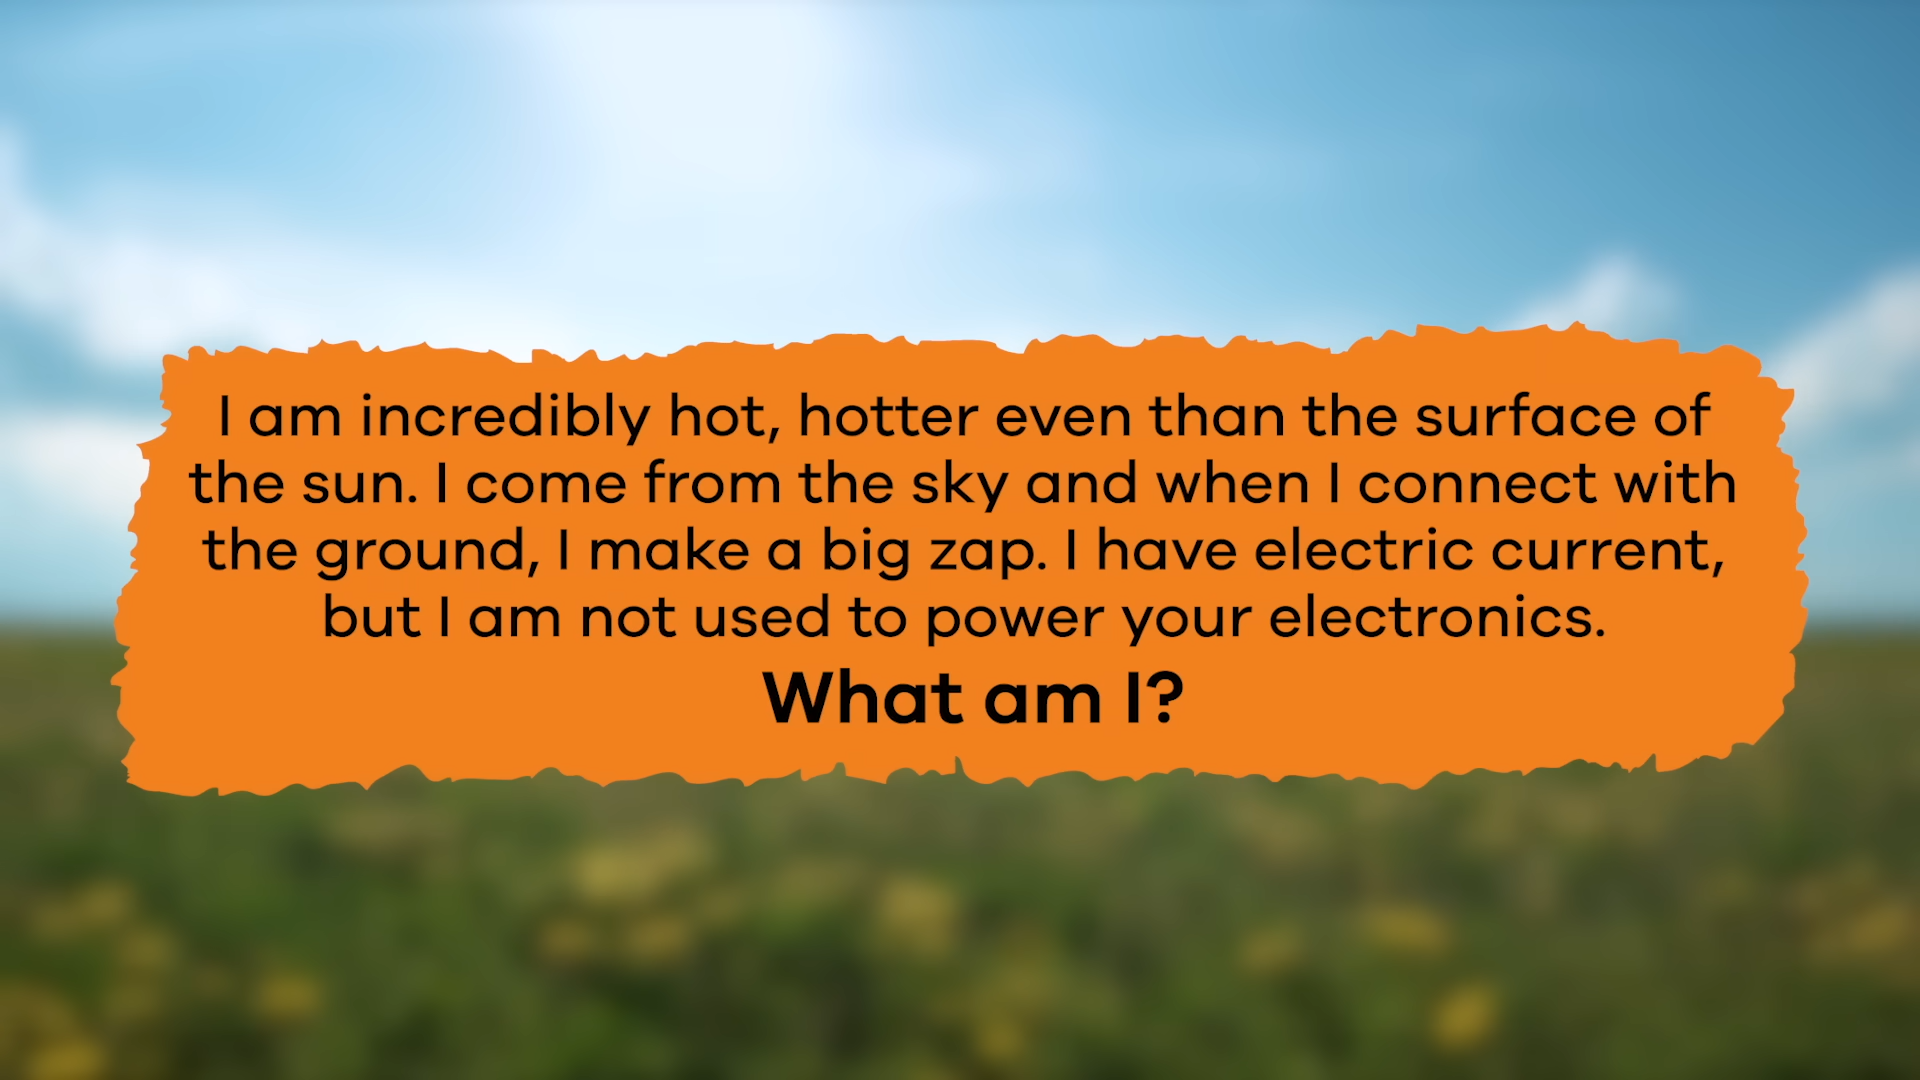 I am incredibly hot, hotter even than the surface of
the sun. I come from the sky and when I connect with
the ground, I make a big zap. I have electric current,
but I am not used to power your electronics.
What am I?